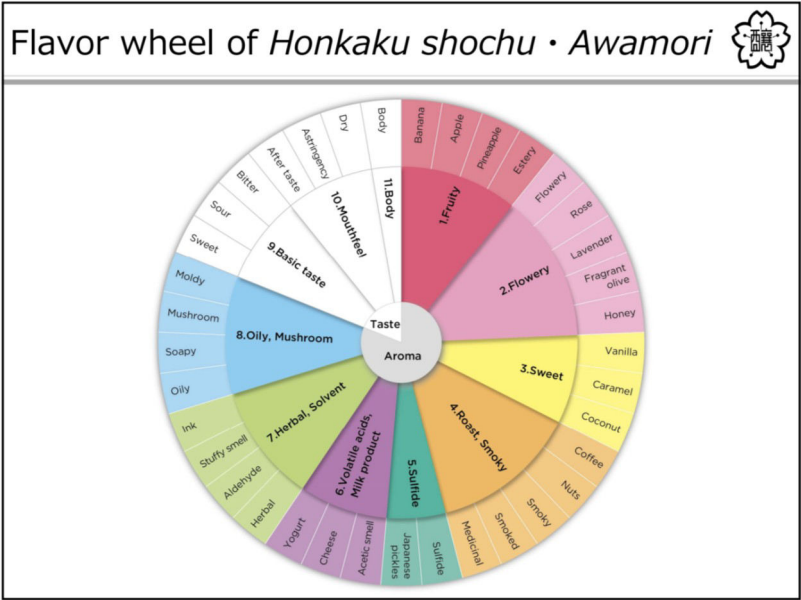 Flavor wheel of Honkaku shochu・Awamori
醸
Taste
Aroma
1.Fruity
Banana
Apple
Pineapple
Estery
2.Flowery
Flowery
Rose
Lavender
Fragrant
olive
Honey
3.Sweet
Vanilla
Caramel
Coconut
4.Roast, Smoky
Coffee
Nuts
Smoky
Smoked
Medicinal
5.Sulfide
Sulfide
Japanese
pickles
6.Volatile acids,
Milk product
Acetic smell
Cheese
Yogurt
7.Herbal, Solvent
Herbal
Aldehyde
Stuffy smell
Ink
8.Oily, Mushroom
Oily
Soapy
Mushroom
Moldy
9.Basic taste
Sweet
Sour
Bitter
10.Mouthfeel
After taste
Astringency
Dry
11.Body
Body